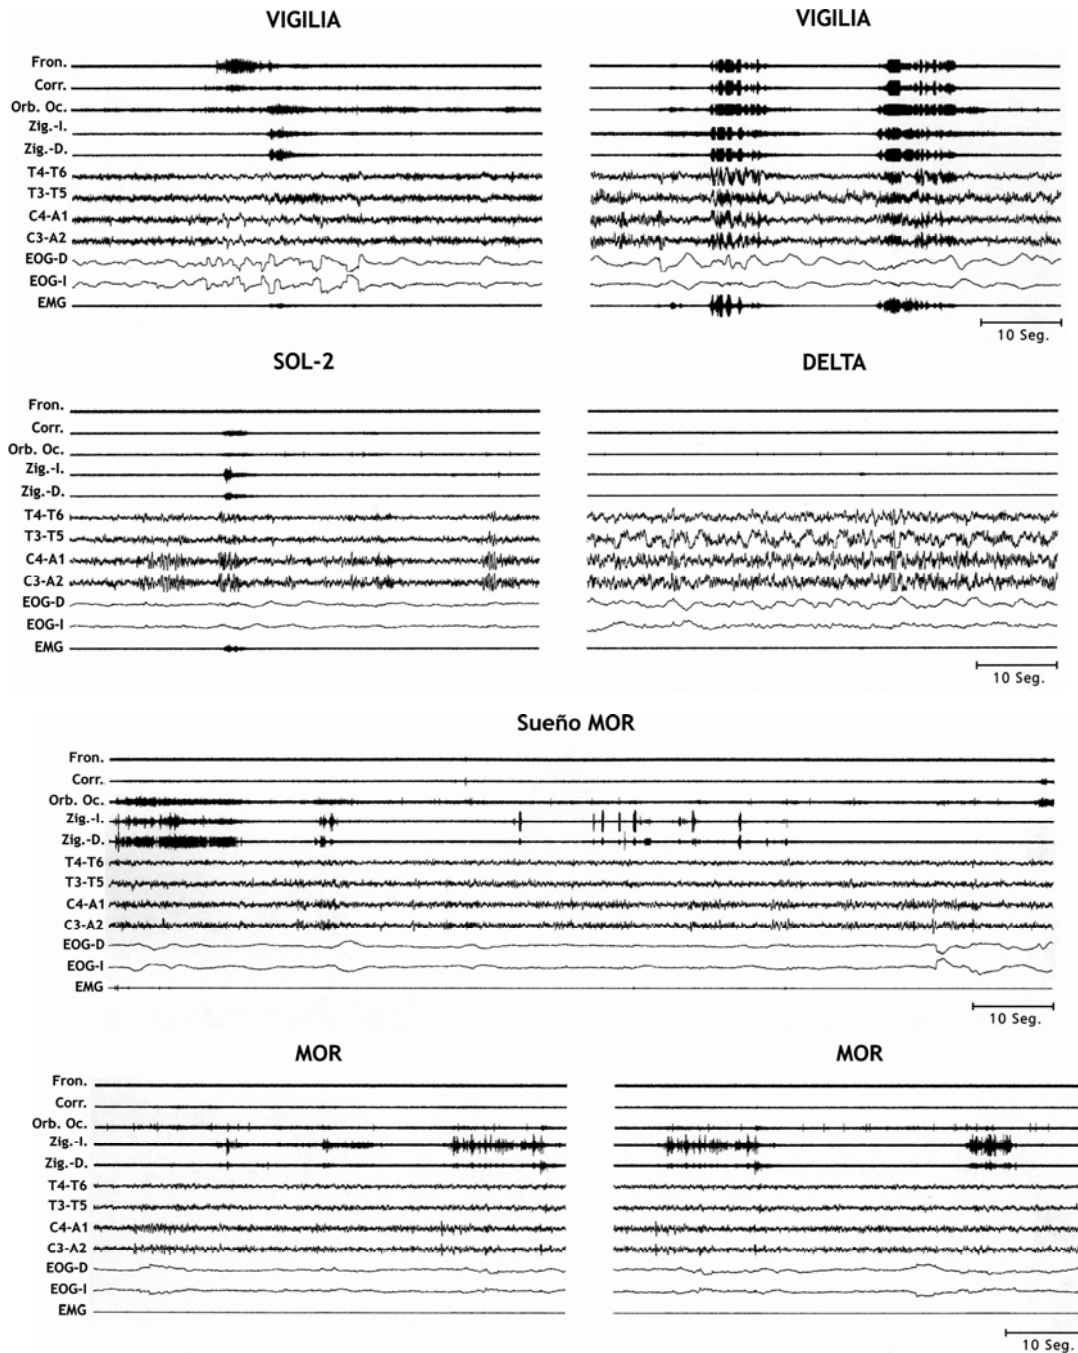 VIGILIA
Fron.
Corr.
Orb. Oc.
Zig.-I.
Zig.-D.
T4-T6
T3-T5
C4-A1
C3-A2
EOG-D
EOG-I
EMG
VIGILIA
10 Seg.
SOL-2
Fron.
Corr.
Orb. Oc.
Zig.-I.
Zig.-D.
T4-T6
T3-T5
C4-A1
C3-A2
EOG-D
EOG-I
EMG
DELTA
10 Seg.
Sueño MOR
Fron.
Corr.
Orb. Oc.
Zig.-I.
Zig.-D.
T4-T6
T3-T5
C4-A1
C3-A2
EOG-D
EOG-I
EMG
10 Seg.
MOR
Fron.
Corr.
Orb. Oc.
Zig.-I.
Zig.-D.
T4-T6
T3-T5
C4-A1
C3-A2
EOG-D
EOG-I
EMG
MOR
10 Seg.